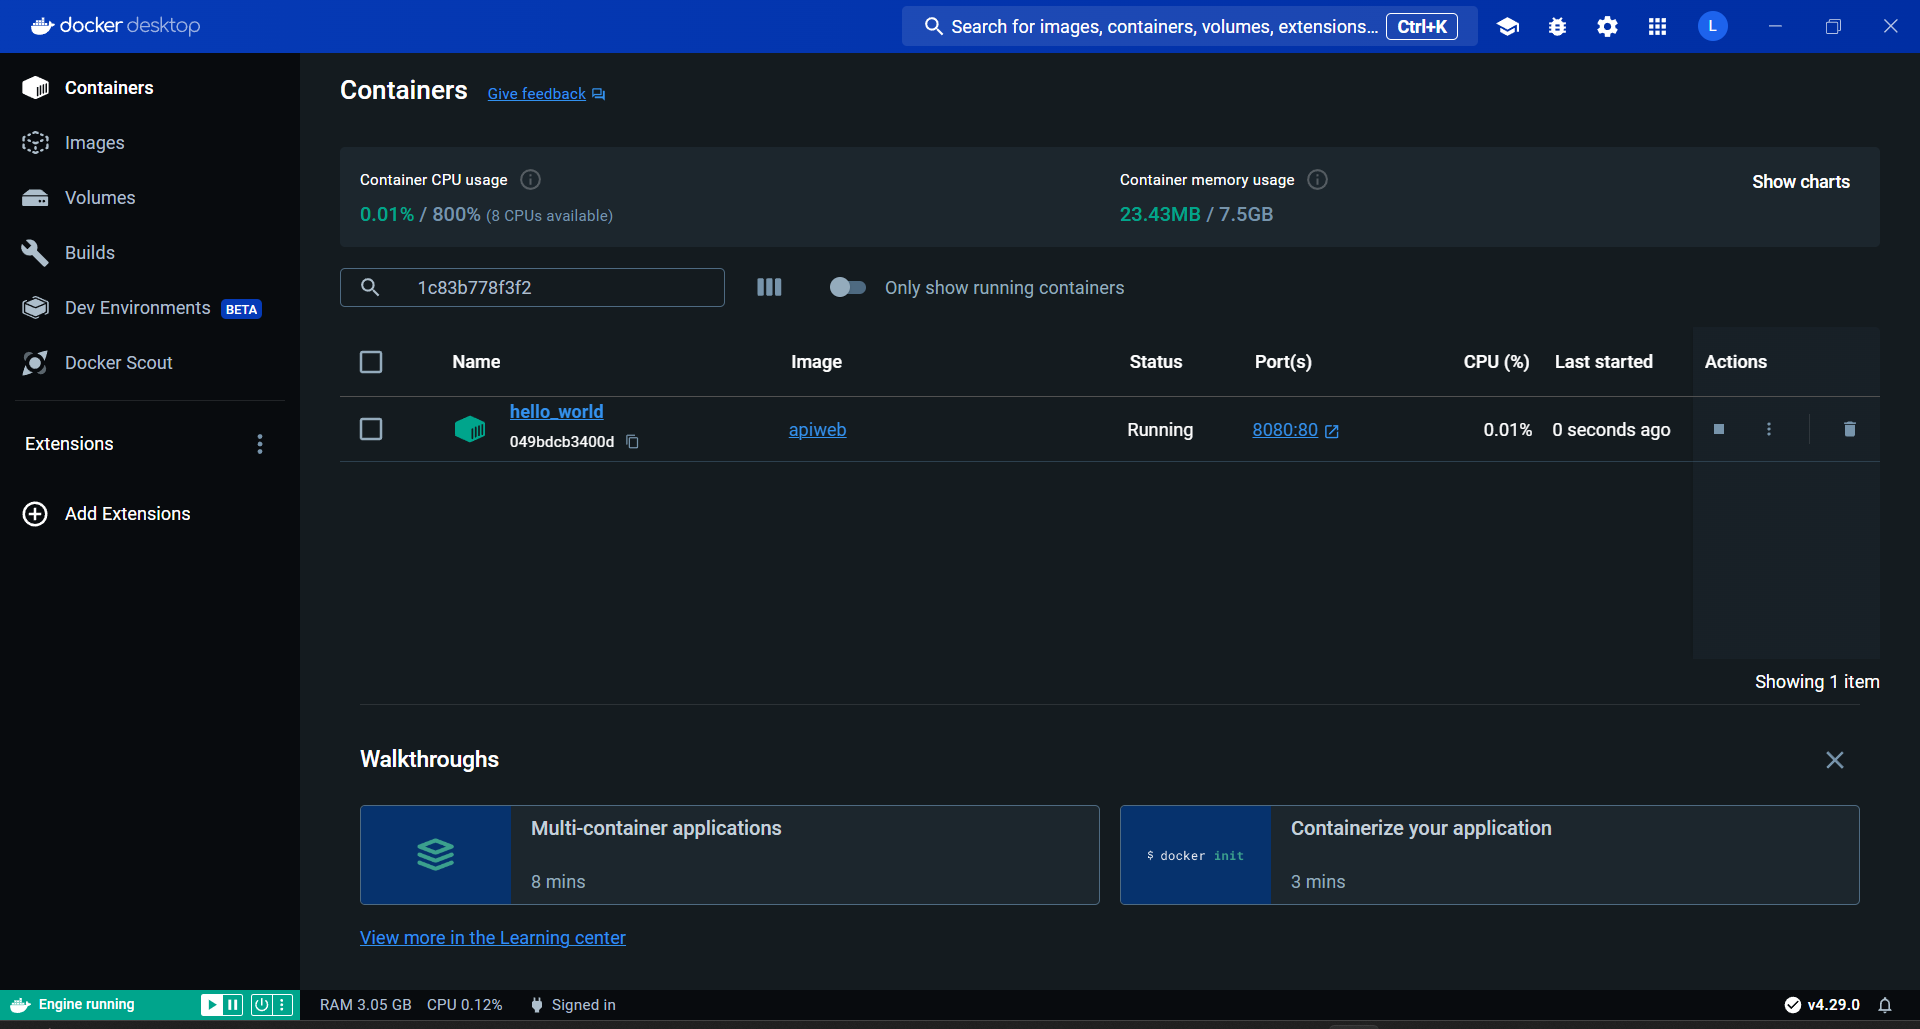 docker desktop
Search for images, containers, volumes, extensions... Ctrl+K
L
Containers
Images
Volumes
Builds
Dev Environments BETA
Docker Scout
Extensions
Add Extensions
Containers Give feedback
Container CPU usage
0.01% / 800% (8 CPUs available)
Container memory usage
23.43MB / 7.5GB
Show charts
1c83b778f3f2
Only show running containers
Name Image Status Port(s) CPU (%) Last started Actions
hello_world
049bdcb3400d
apiweb
Running
8080:80
0.01%
0 seconds ago
Showing 1 item
Walkthroughs
Multi-container applications
8 mins
$ docker init
Containerize your application
3 mins
View more in the Learning center
Engine running
RAM 3.05 GB CPU 0.12% Signed in
v4.29.0